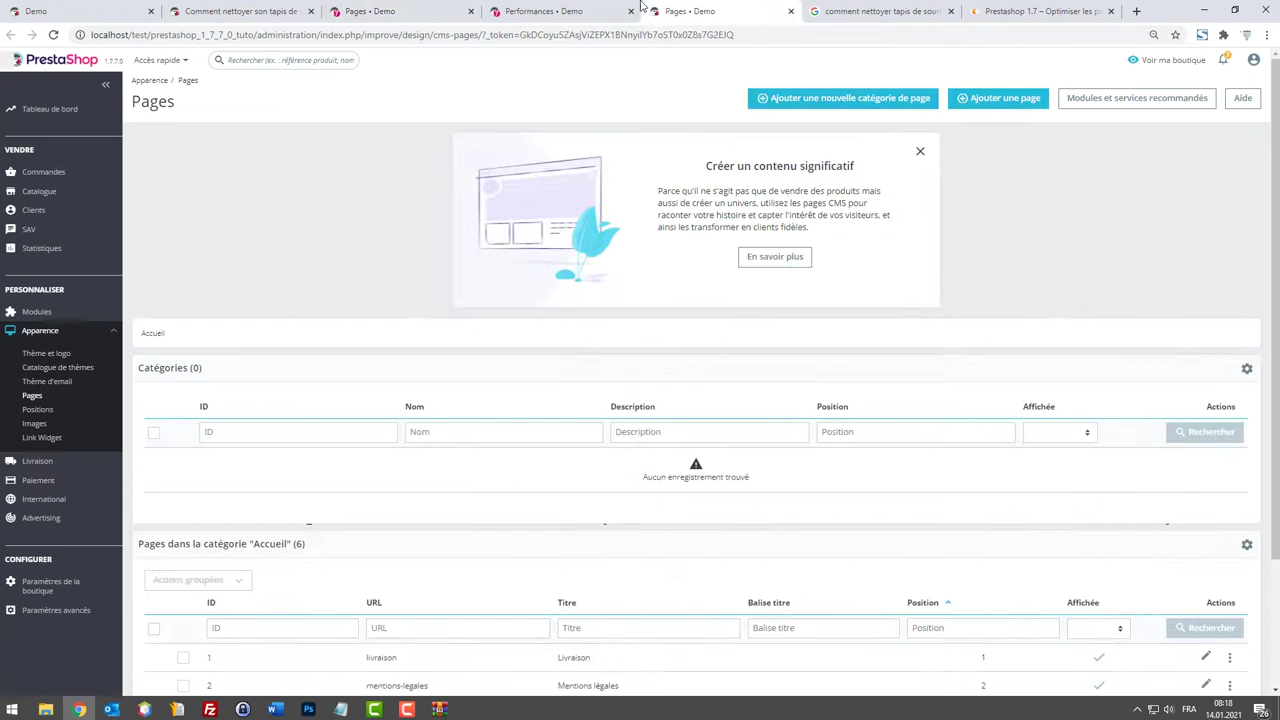 Demo
Comment nettoyer son tapis de
Pages • Demo
Performances • Demo
Pages • Demo
comment nettoyer tapis de sour
Prestashop 1.7 – Optimiser les pa
localhost/test/prestashop_1_7_7_0_tuto/administration/index.php/improve/design/cms-pages/?_token=GkDCoyu5ZAsjViZEPX1BNnyiIYb7oST0x0Z8s7G2EJQ
PrestaShop 1.7.7.0
Accès rapide
Rechercher (ex. : référence produit, nom
Voir ma boutique
Apparence / Pages
Pages
Ajouter une nouvelle catégorie de page
Ajouter une page
Modules et services recommandés
Aide
Tableau de bord
VENDRE
Commandes
Catalogue
Clients
SAV
Statistiques
PERSONNALISER
Modules
Apparence
Thème et logo
Catalogue de thèmes
Thème d'email
Pages
Positions
Images
Link Widget
Livraison
Paiement
International
Advertising
CONFIGURER
Paramètres de la
boutique
Paramètres avancés
Créer un contenu significatif
Parce qu'il ne s'agit pas que de vendre des produits mais
aussi de créer un univers, utilisez les pages CMS pour
raconter votre histoire et capter l'intérêt de vos visiteurs, et
ainsi les transformer en clients fidèles.
En savoir plus
Accueil
Catégories (0)
ID Nom Description Position Affichée Actions
ID Nom Description Position Rechercher
Aucun enregistrement trouvé
Pages dans la catégorie "Accueil" (6)
Actions groupées
ID URL Titre Balise titre Position Affichée Actions
ID URL Titre Balise titre Position Rechercher
1 livraison Livraison 1
2 mentions-legales Mentions légales 2
FRA
08:18
14.01.2021